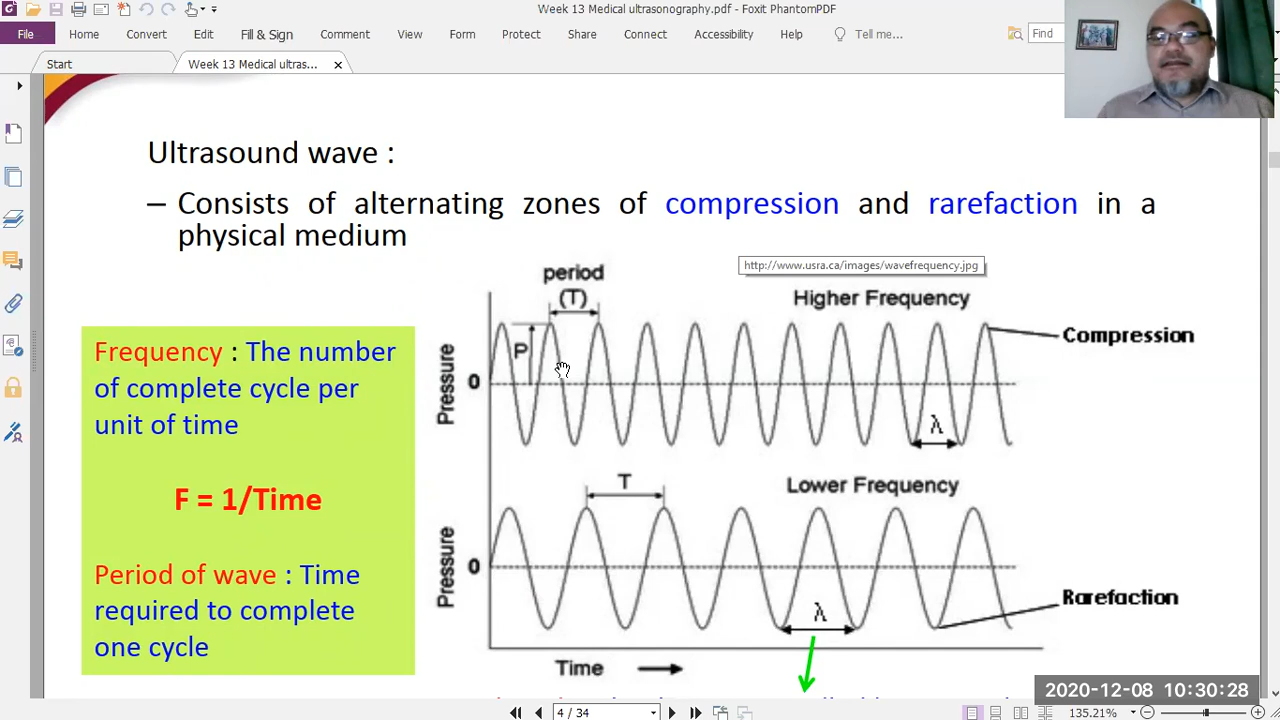 Week 13 Medical ultrasonography.pdf - Foxit PhantomPDF
File Home Convert Edit Fill & Sign Comment View Form Protect Share Connect Accessibility Help Tell me... Find
Start Week 13 Medical ultras...
Ultrasound wave :
– Consists of alternating zones of compression and rarefaction in a
physical medium
http://www.usra.ca/images/wavefrequency.jpg
Frequency : The number
of complete cycle per
unit of time
F = 1/Time
Period of wave : Time
required to complete
one cycle
period
(T)
Higher Frequency
Compression
P
Pressure
0
λ
T
Lower Frequency
Pressure
0
λ
Rarefaction
Time
2020-12-08 10:30:28
4 / 34
135.21%